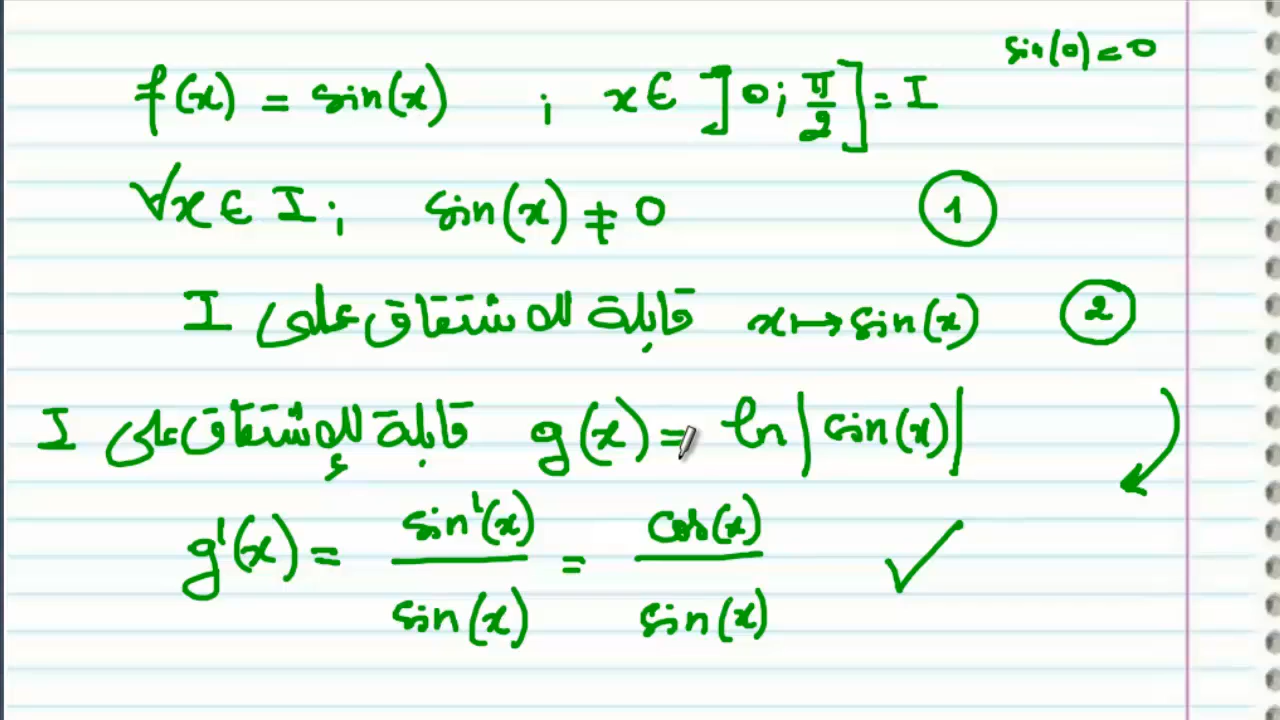 sin(0) = 0
f(x) = sin(x) ; x ∈ ]0; π/2] = I
∀x ∈ I ; sin(x) ≠ 0 ①
② x ↦ sin(x) قابلة للاشتقاق على I
g(x) = ln|sin(x)| قابلة للإشتقاق على I
g'(x) = sin'(x)/sin(x) = cos(x)/sin(x) ✓